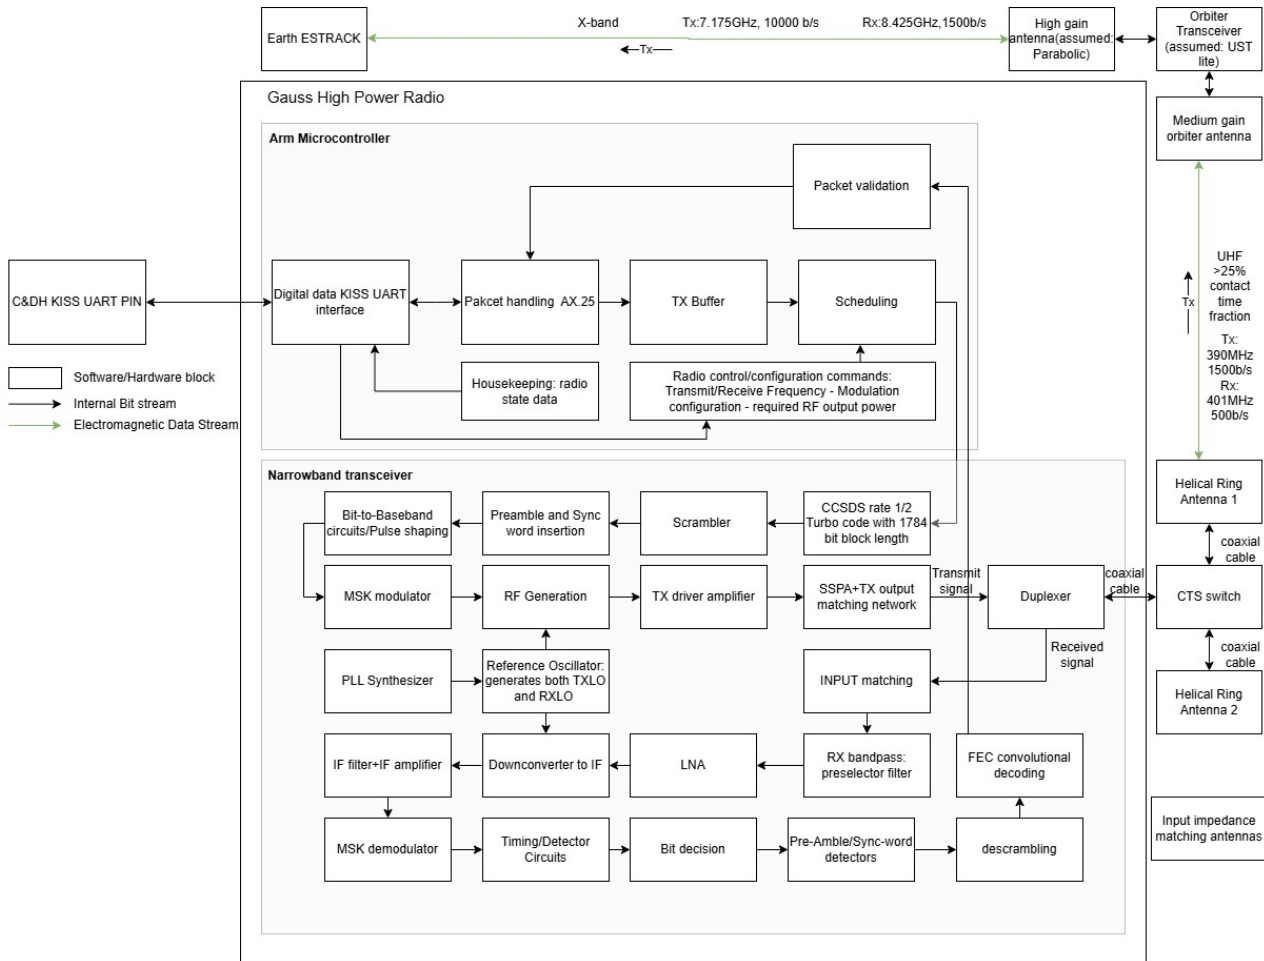 Earth ESTRACK
X-band
Tx:7.175GHz, 10000 b/s
Rx:8.425GHz,1500b/s
Tx
High gain
antenna(assumed:
Parabolic)
Orbiter
Transceiver
(assumed: UST
lite)
Gauss High Power Radio
Arm Microcontroller
Medium gain
orbiter antenna
Packet validation
C&DH KISS UART PIN
Digital data KISS UART
interface
Pakcet handling AX.25
TX Buffer
Scheduling
Tx
UHF
>25%
contact
time
fraction
Tx:
390MHz
1500b/s
Rx:
401MHz
500b/s
Software/Hardware block
Internal Bit stream
Electromagnetic Data Stream
Housekeeping: radio
state data
Radio control/configuration commands:
Transmit/Receive Frequency - Modulation
configuration - required RF output power
Narrowband transceiver
Bit-to-Baseband
circuits/Pulse shaping
Preamble and Sync
word insertion
Scrambler
CCSDS rate 1/2
Turbo code with 1784
bit block length
Helical Ring
Antenna 1
coaxial
cable
MSK modulator
RF Generation
TX driver amplifier
SSPA+TX output
matching network
Transmit
signal
Duplexer
coaxial
cable
CTS switch
Received
signal
coaxial
cable
PLL Synthesizer
Reference Oscillator:
generates both TXLO
and RXLO
INPUT matching
Helical Ring
Antenna 2
IF filter+IF amplifier
Downconverter to IF
LNA
RX bandpass:
preselector filter
FEC convolutional
decoding
MSK demodulator
Timing/Detector
Circuits
Bit decision
Pre-Amble/Sync-word
detectors
descrambling
Input impedance
matching antennas